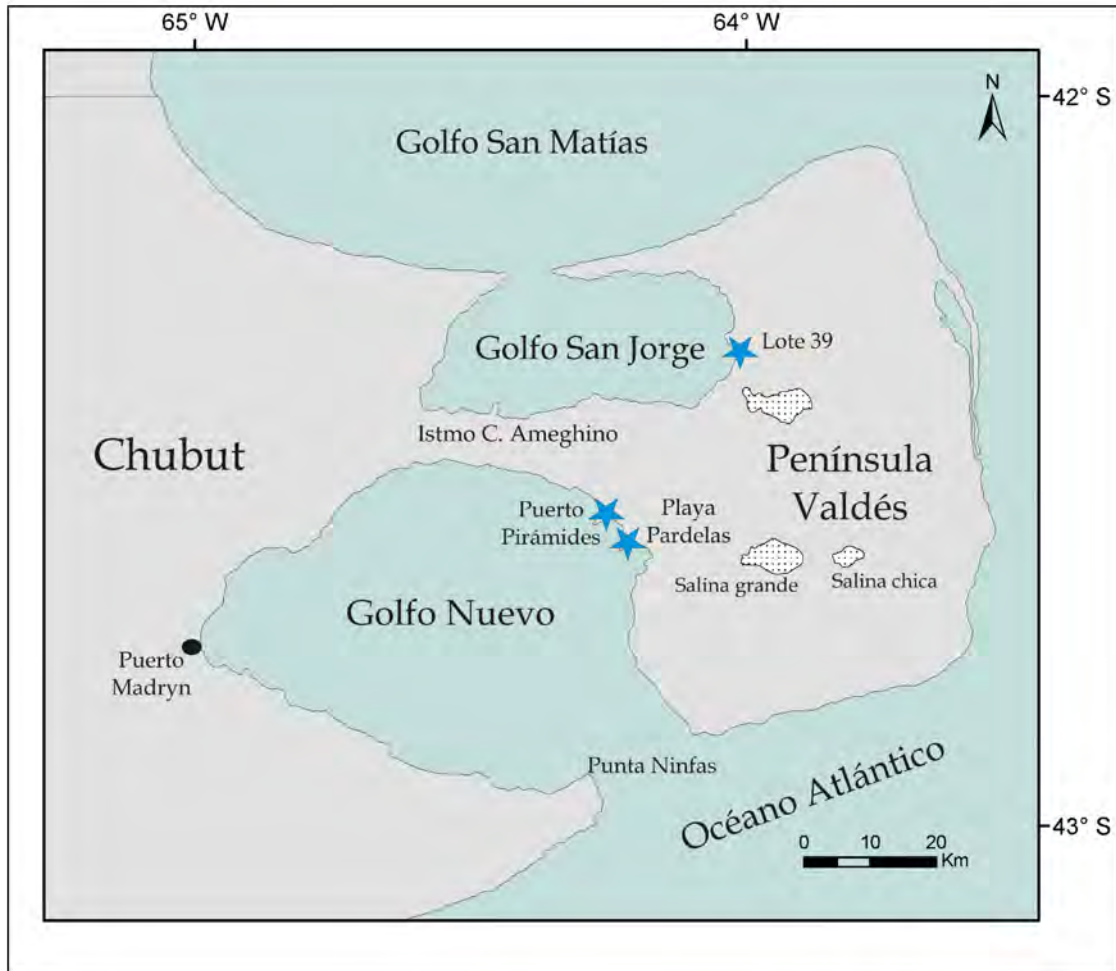 65° W
64° W
42° S
N
Golfo San Matías
Golfo San Jorge
Lote 39
Istmo C. Ameghino
Chubut
Península
Valdés
Puerto
Pirámides
Playa
Pardelas
Salina grande
Salina chica
Golfo Nuevo
Puerto
Madryn
Punta Ninfas
Océano Atlántico
43° S
0 10 20
Km